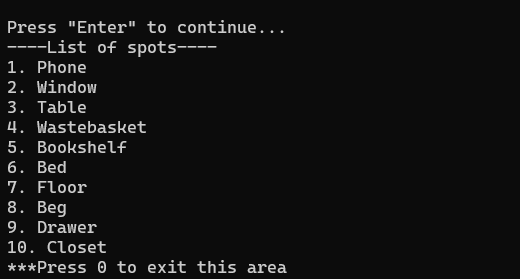 Press "Enter" to continue...
----List of spots----
1. Phone
2. Window
3. Table
4. Wastebasket
5. Bookshelf
6. Bed
7. Floor
8. Beg
9. Drawer
10. Closet
***Press 0 to exit this area